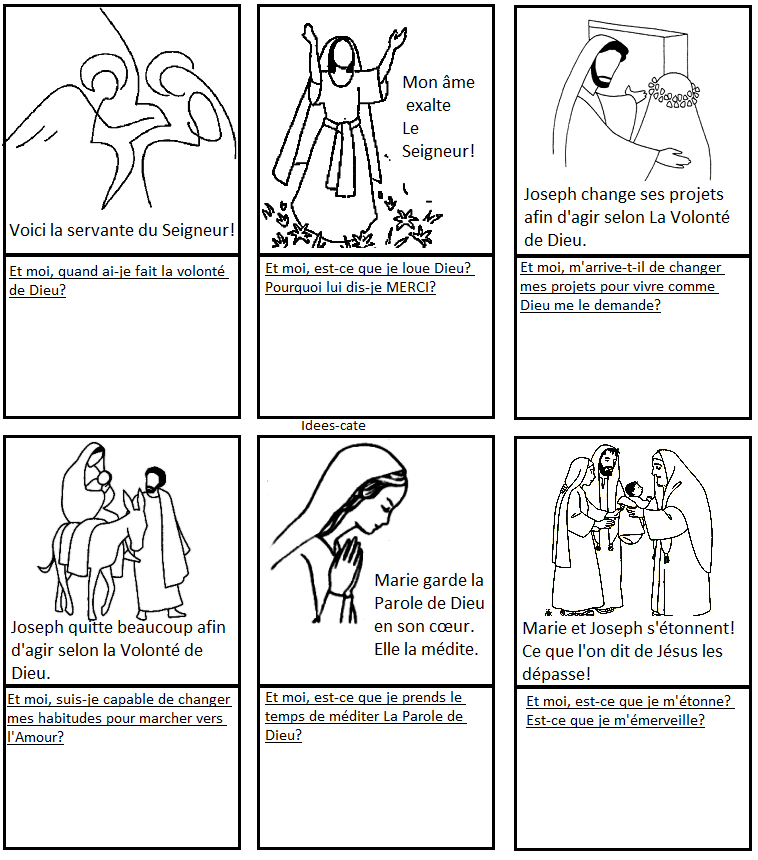 Voici la servante du Seigneur!
Et moi, quand ai-je fait la volonté
de Dieu?
Mon âme
exalte
Le
Seigneur!
Et moi, est-ce que je loue Dieu?
Pourquoi lui dis-je MERCI?
Joseph change ses projets
afin d'agir selon La Volonté
de Dieu.
Et moi, m'arrive-t-il de changer
mes projets pour vivre comme
Dieu me le demande?
Idees-cate
Joseph quitte beaucoup afin
d'agir selon la Volonté de
Dieu.
Et moi, suis-je capable de changer
mes habitudes pour marcher vers
l'Amour?
Marie garde la
Parole de Dieu
en son cœur.
Elle la médite.
Et moi, est-ce que je prends le
temps de méditer La Parole de
Dieu?
Marie et Joseph s'étonnent!
Ce que l'on dit de Jésus les
dépasse!
Et moi, est-ce que je m'étonne?
Est-ce que je m'émerveille?